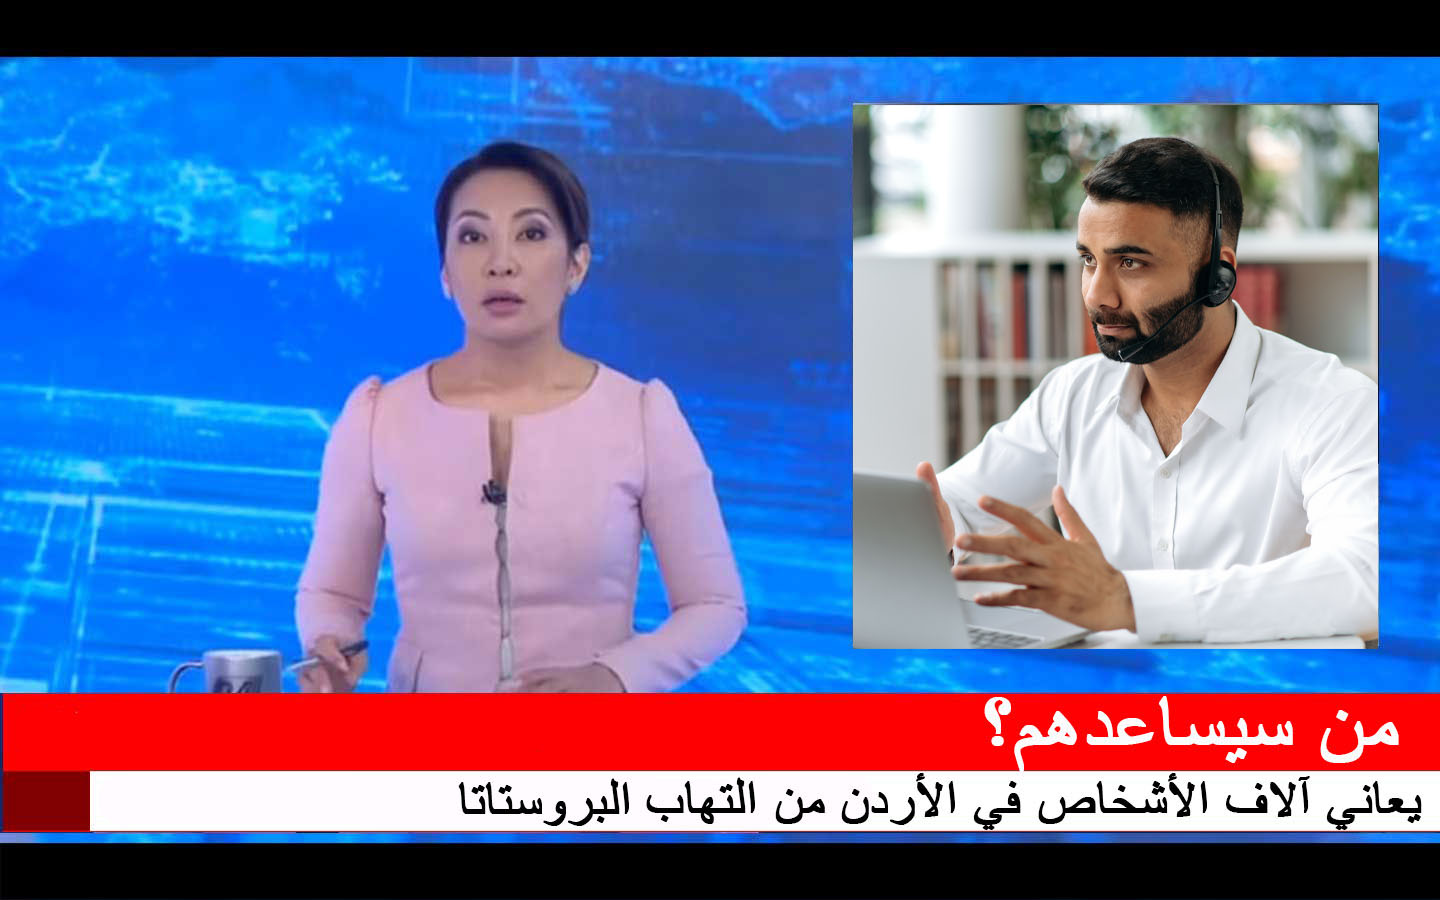 من سيساعدهم؟
يعاني آلاف الأشخاص في الأردن من التهاب البروستاتا